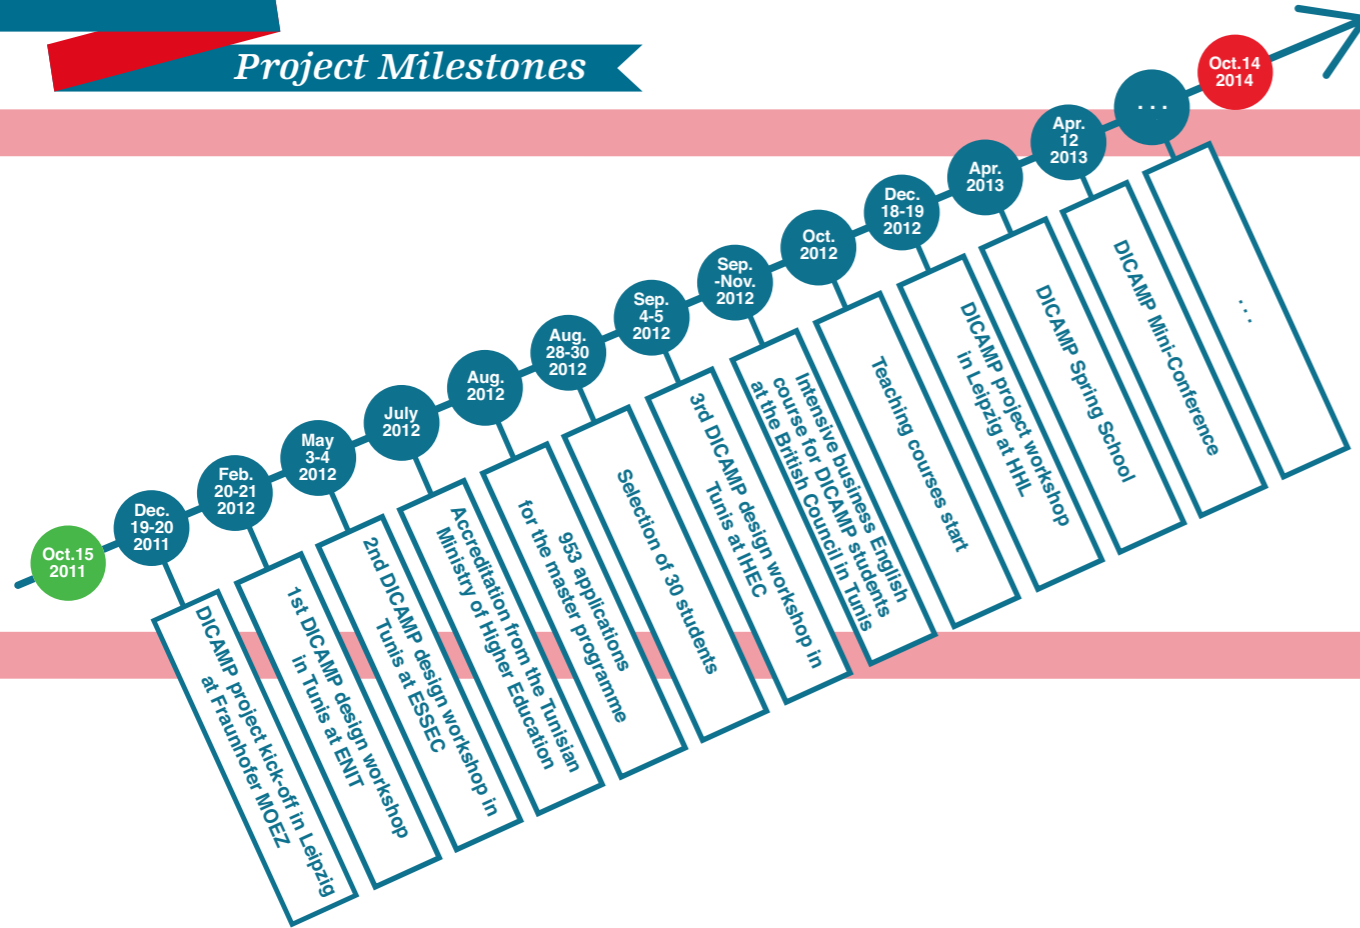 Project Milestones
Oct.15
2011
Dec.
19-20
2011
DICAMP project kick-off in Leipzig
at Fraunhofer MOEZ
Feb.
20-21
2012
1st DICAMP design workshop
in Tunis at ENIT
May
3-4
2012
2nd DICAMP design workshop in
Tunis at ESSEC
July
2012
Accreditation from the Tunisian
Ministry of Higher Education
Aug.
2012
953 applications
for the master programme
Aug.
28-30
2012
Selection of 30 students
Sep.
4-5
2012
3rd DICAMP design workshop in
Tunis at IHEC
Sep.
-Nov.
2012
Intensive business English
course for DICAMP students
at the British Council in Tunis
Oct.
2012
Teaching courses start
Dec.
18-19
2012
DICAMP project workshop
in Leipzig at HHL
Apr.
2013
DICAMP Spring School
Apr.
12
2013
DICAMP Mini-Conference
. . .
. . .
Oct.14
2014